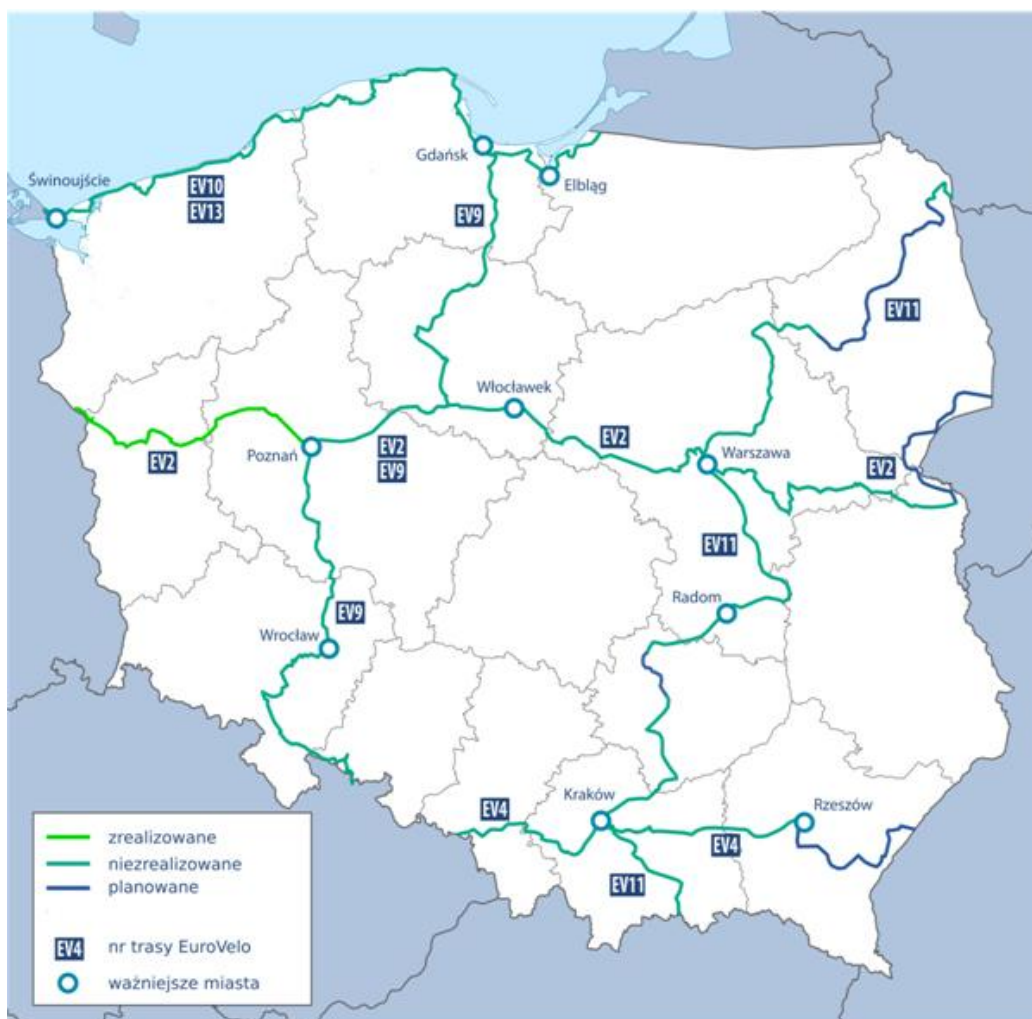 Gdańsk
Świnoujście
Elbląg
EV10
EV13
EV9
EV11
Włocławek
EV2
Poznań
EV2
EV9
EV2
Warszawa
EV2
EV11
Radom
EV9
Wrocław
Kraków
Rzeszów
EV4
EV4
EV11
zrealizowane
niezrealizowane
planowane
EV4 nr trasy EuroVelo
ważniejsze miasta